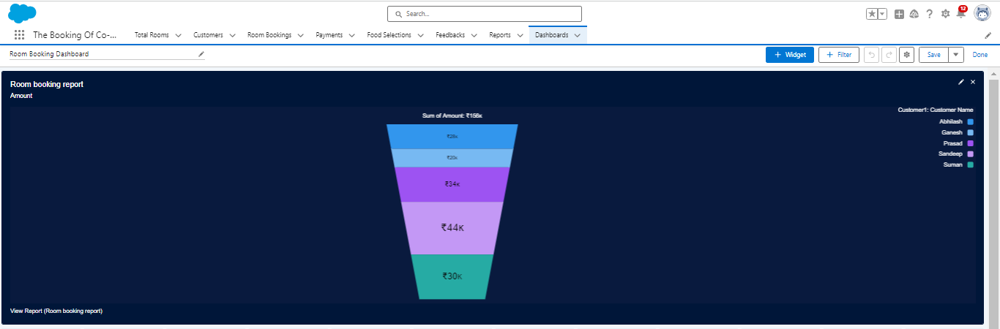 Search...
12
The Booking Of Co-... Total Rooms Customers Room Bookings Payments Food Selections Feedbacks Reports Dashboards
Room Booking Dashboard + Widget + Filter Save Done
Room booking report
Amount
Sum of Amount: ₹156K
Customer1: Customer Name
Abhilash
Ganesh
Prasad
Sandeep
Suman
₹28K
₹20K
₹34K
₹44K
₹30K
View Report (Room booking report)